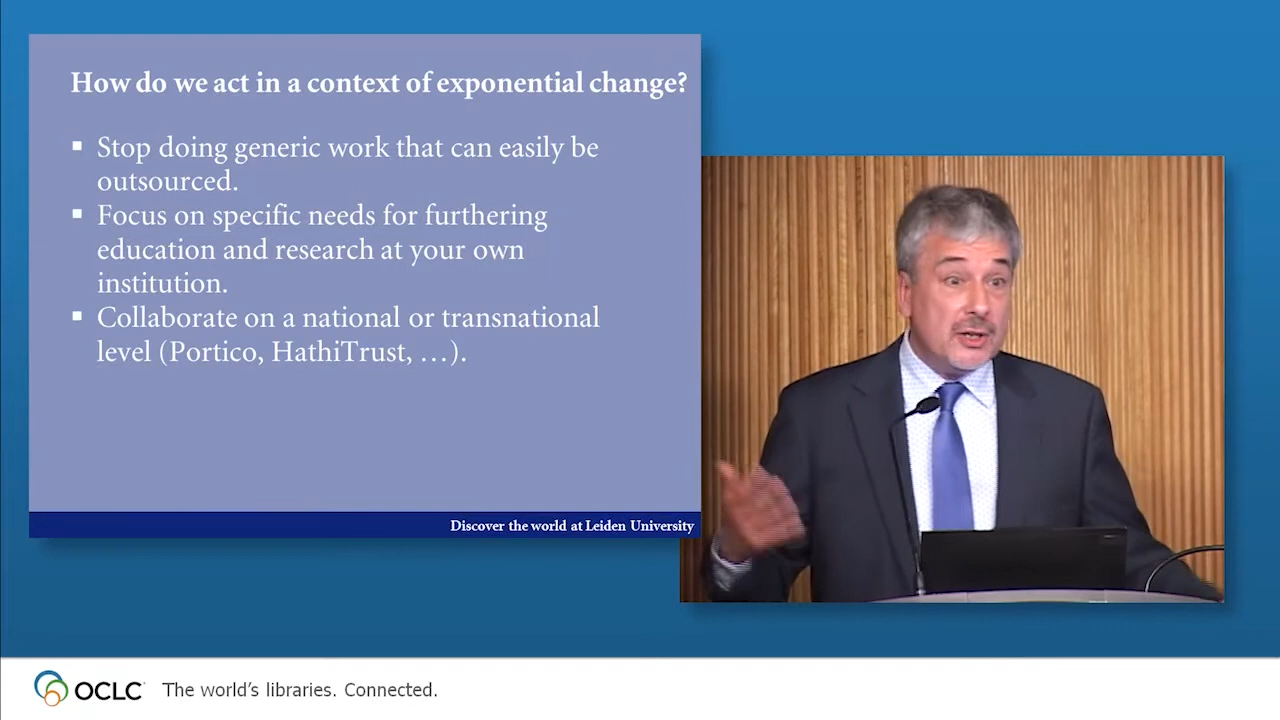 How do we act in a context of exponential change?
▪ Stop doing generic work that can easily be
outsourced.
▪ Focus on specific needs for furthering
education and research at your own
institution.
▪ Collaborate on a national or transnational
level (Portico, HathiTrust, …).
Discover the world at Leiden University
OCLC The world’s libraries. Connected.